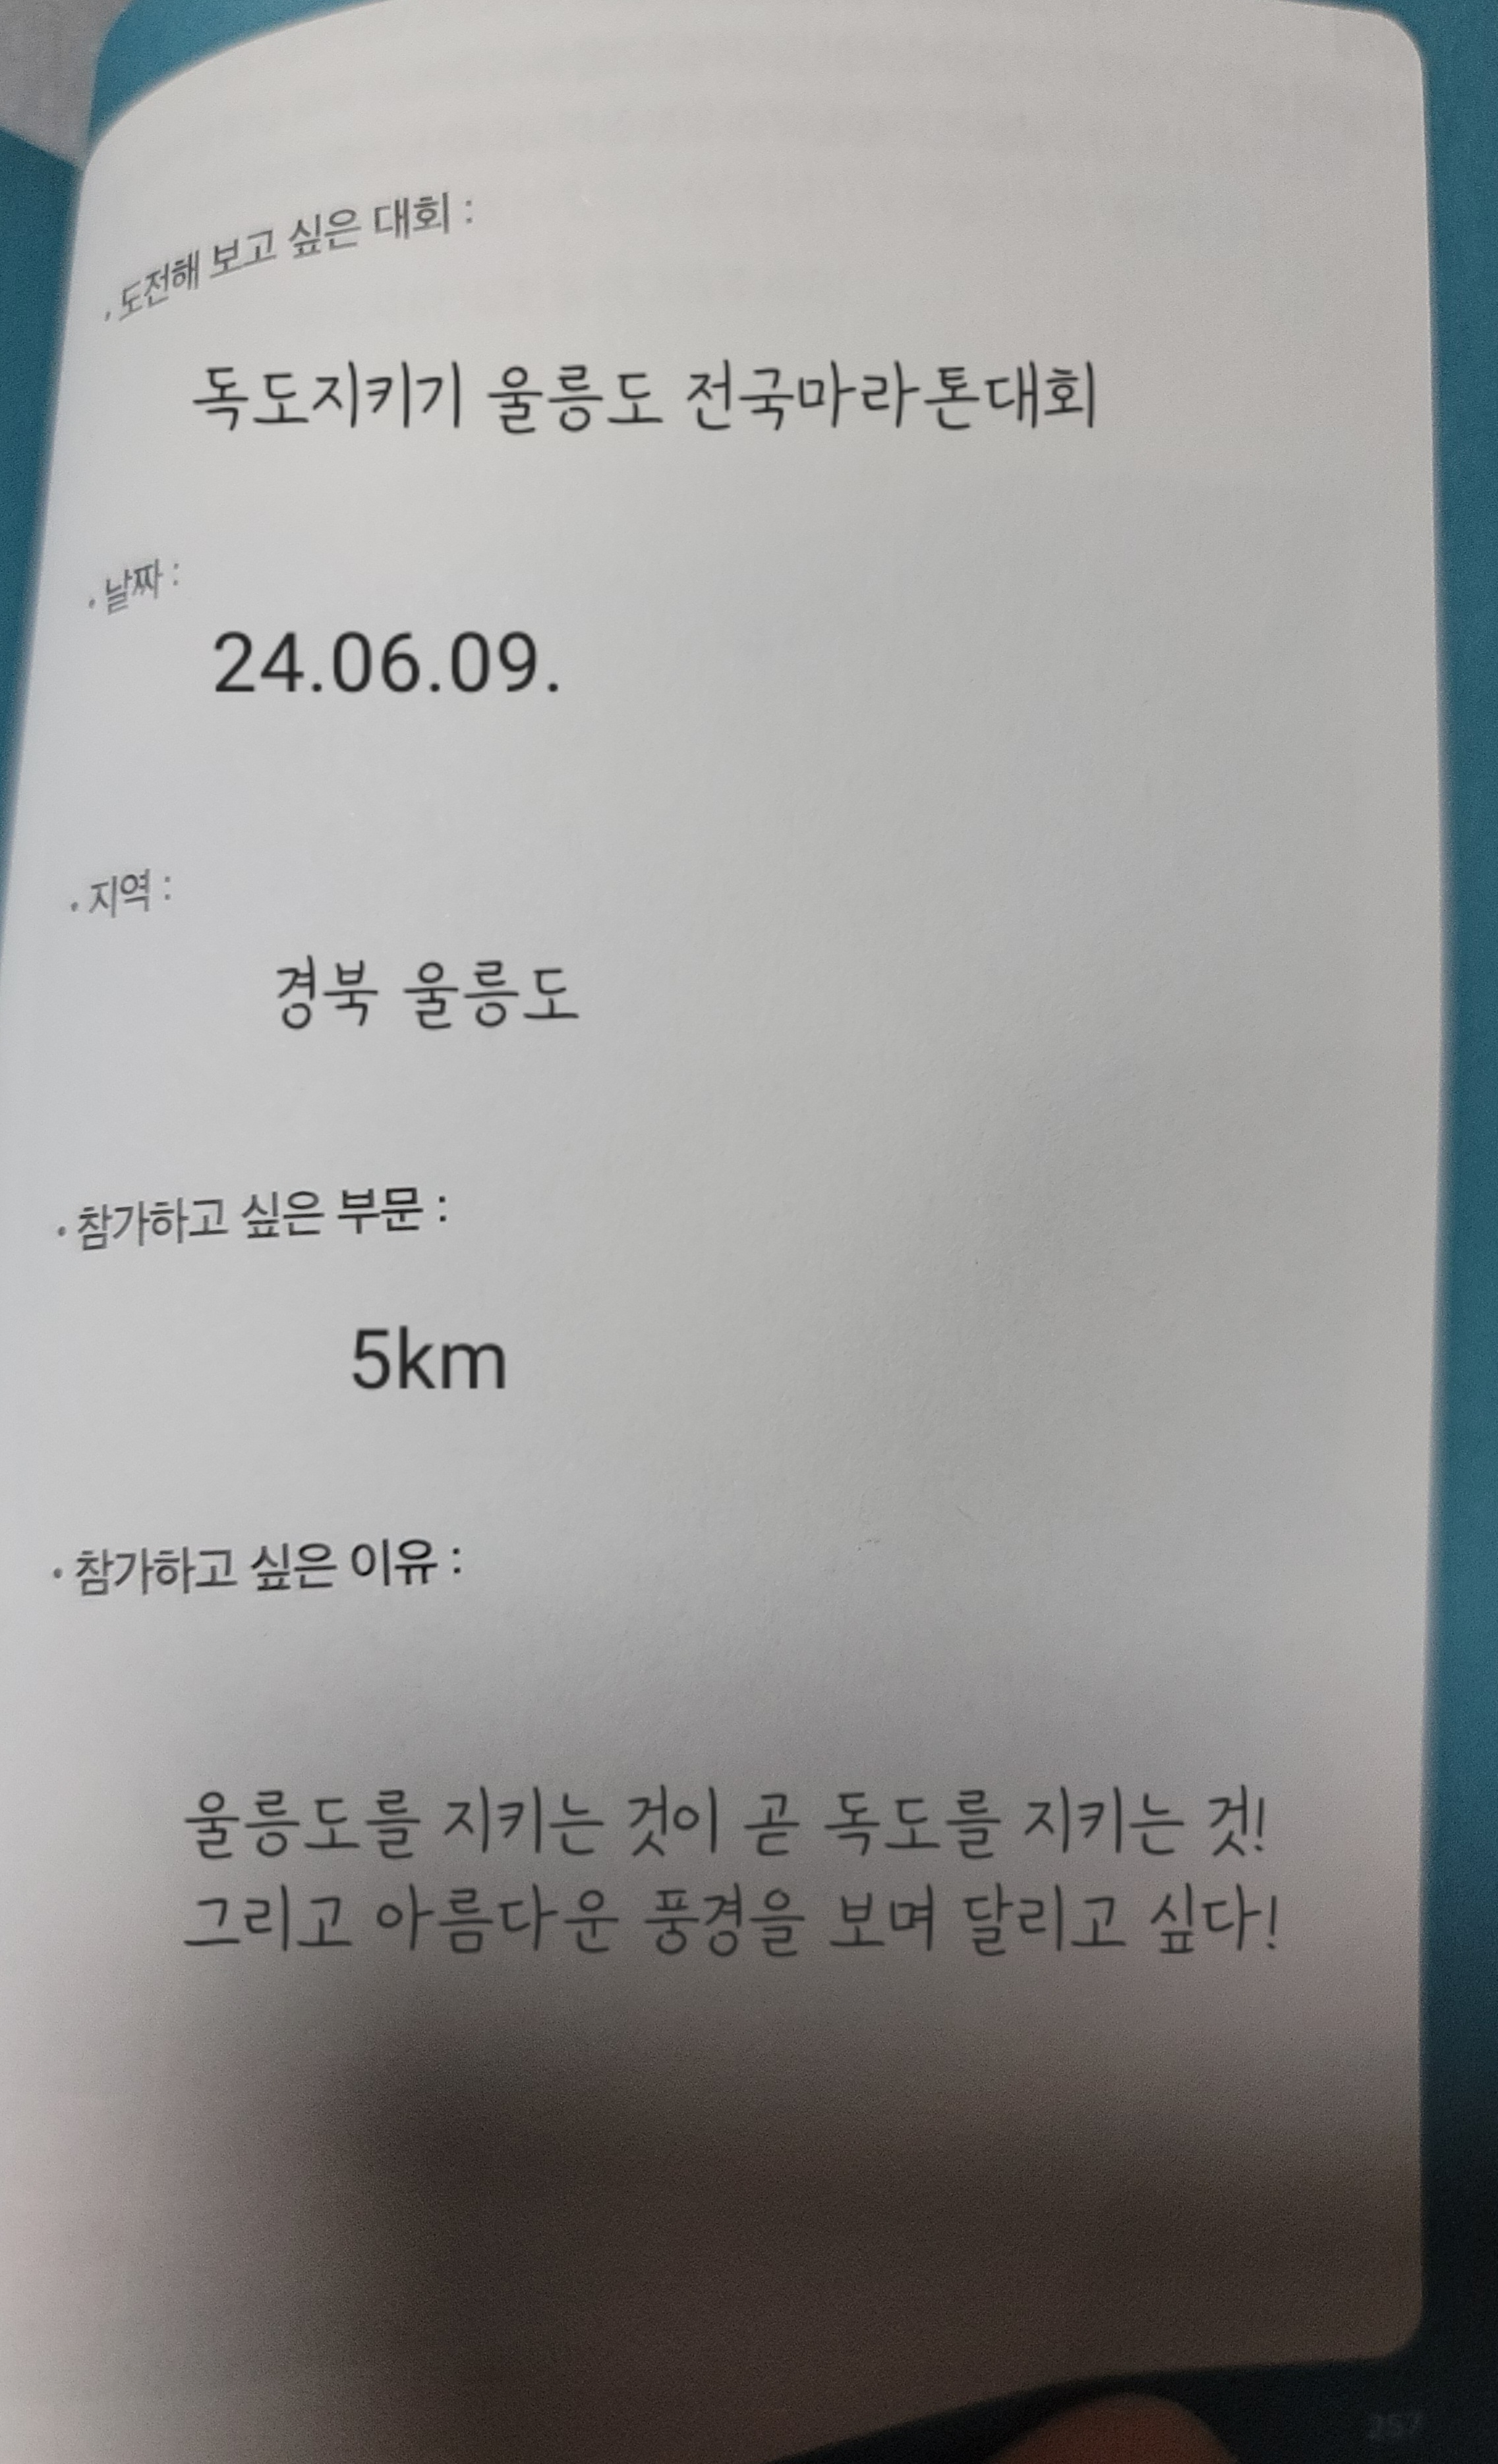 · 도전해 보고 싶은 대회 :
독도지키기 울릉도 전국마라톤대회
· 날짜 :
24.06.09.
· 지역 :
경북 울릉도
· 참가하고 싶은 부문 :
5km
· 참가하고 싶은 이유 :
울릉도를 지키는 것이 곧 독도를 지키는 것!
그리고 아름다운 풍경을 보며 달리고 싶다!